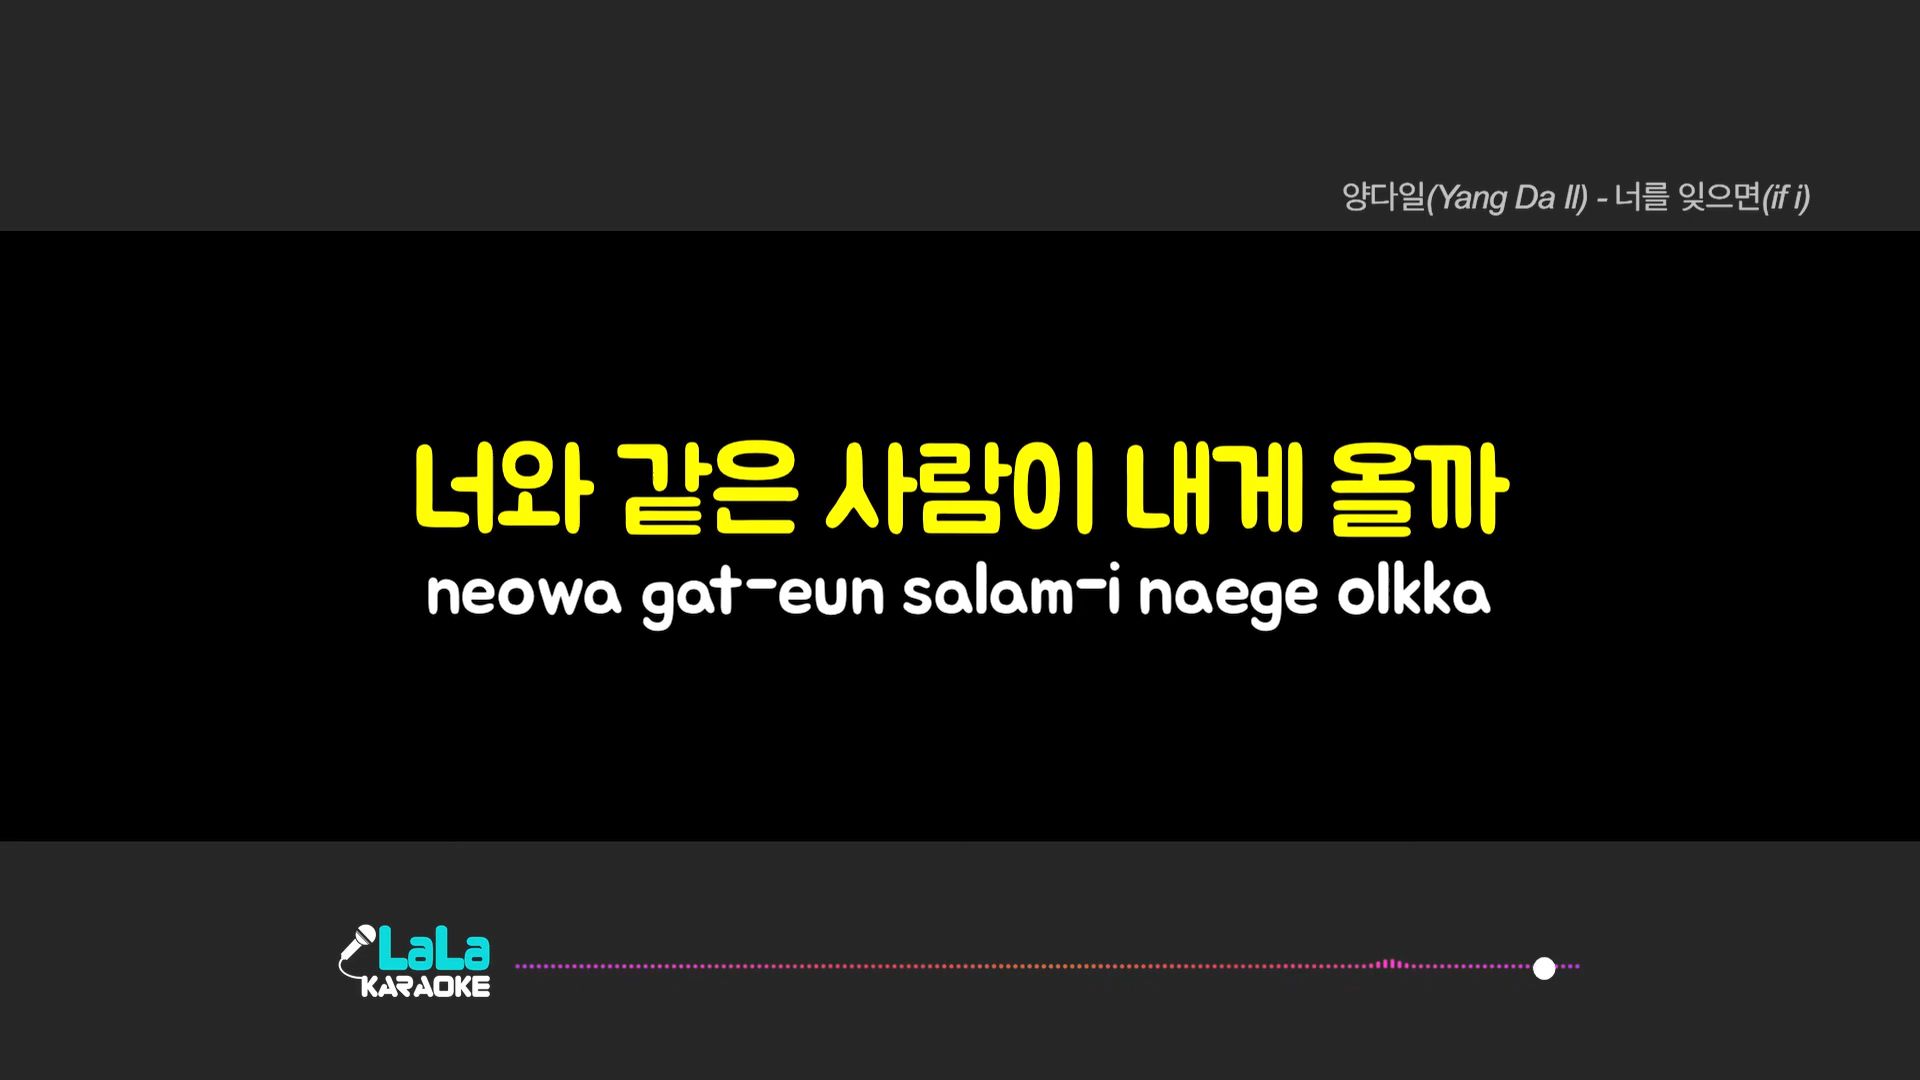 양다일(Yang Da Il) - 너를 잊으면(if i)
너와 같은 사람이 내게 올까
neowa gat-eun salam-i naege olkka
LaLa
KARAOKE